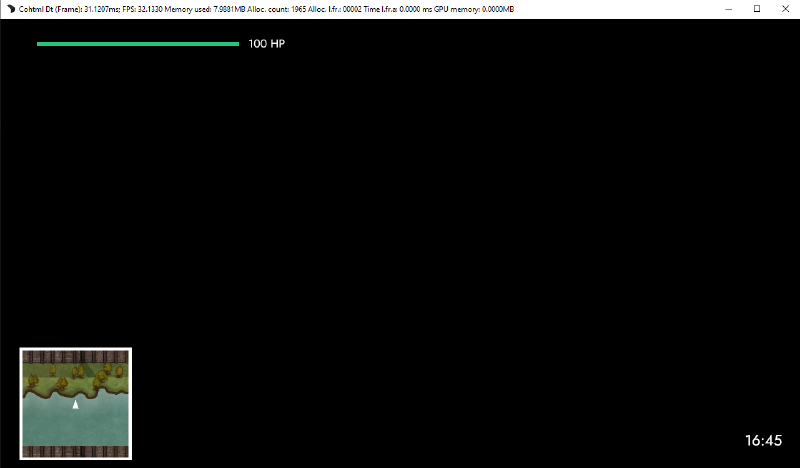 Cohtml Dt (Frame): 31.1207ms; FPS: 32.1330 Memory used: 7.9881MB Alloc. count: 1965 Alloc. l.fr.: 00002 Time l.fr.a: 0.0000 ms GPU memory: 0.0000MB
100 HP
16:45